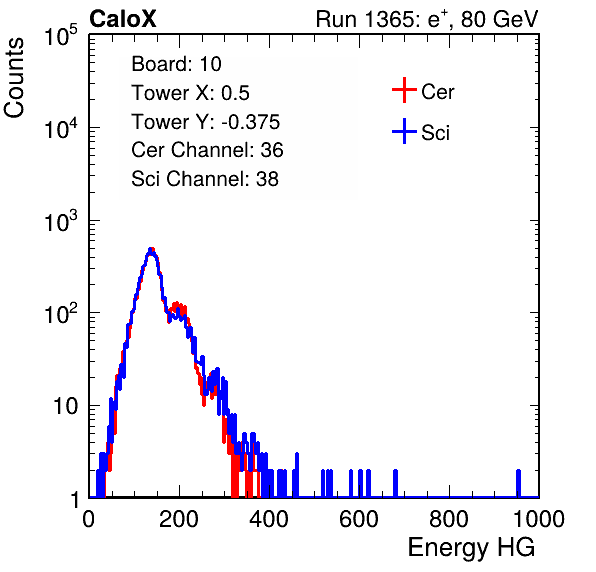 CaloX Run 1365: e⁺, 80 GeV
Counts
Board: 10
Tower X: 0.5
Tower Y: -0.375
Cer Channel: 36
Sci Channel: 38
Cer
Sci
10⁵
10⁴
10³
10²
10
1
0 200 400 600 800 1000
Energy HG